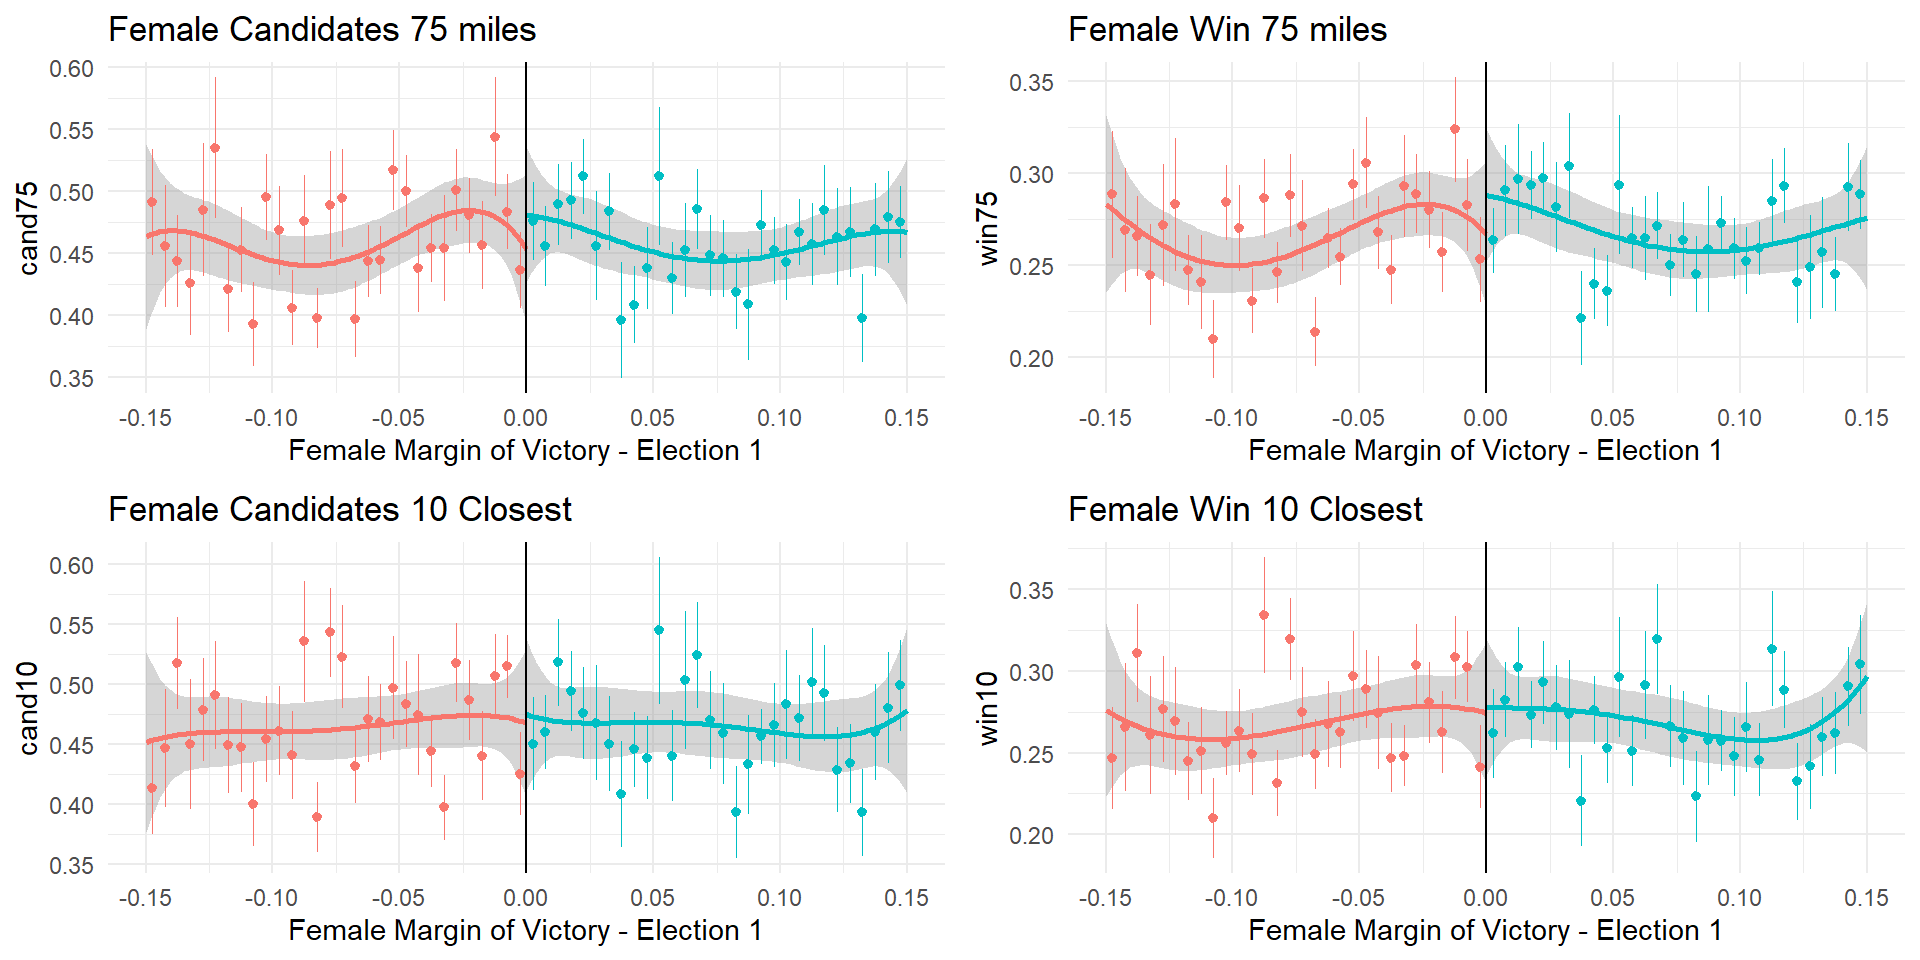 Female Candidates 75 miles
0.60
0.55
0.50
0.45
0.40
0.35
cand75
-0.15 -0.10 -0.05 0.00 0.05 0.10 0.15
Female Margin of Victory - Election 1
Female Win 75 miles
0.35
0.30
0.25
0.20
win75
-0.15 -0.10 -0.05 0.00 0.05 0.10 0.15
Female Margin of Victory - Election 1
Female Candidates 10 Closest
0.60
0.55
0.50
0.45
0.40
0.35
cand10
-0.15 -0.10 -0.05 0.00 0.05 0.10 0.15
Female Margin of Victory - Election 1
Female Win 10 Closest
0.35
0.30
0.25
0.20
win10
-0.15 -0.10 -0.05 0.00 0.05 0.10 0.15
Female Margin of Victory - Election 1